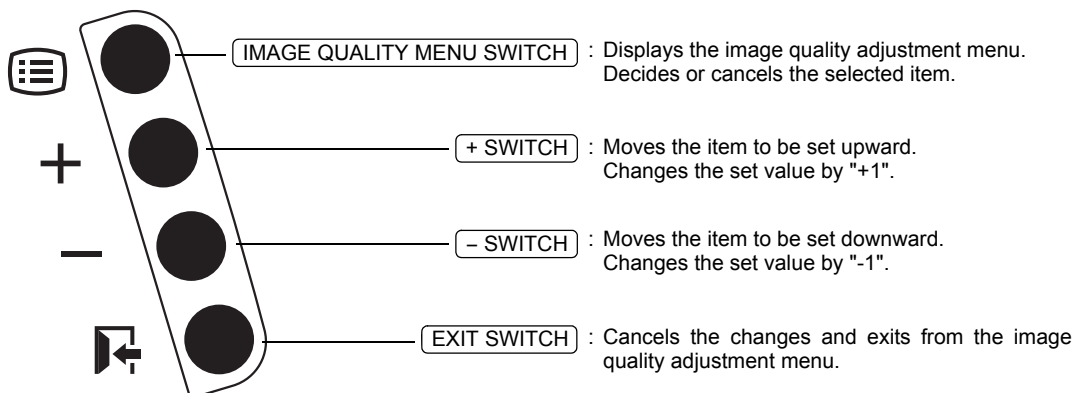 IMAGE QUALITY MENU SWITCH : Displays the image quality adjustment menu.
Decides or cancels the selected item.
+ SWITCH : Moves the item to be set upward.
Changes the set value by "+1".
– SWITCH : Moves the item to be set downward.
Changes the set value by "-1".
EXIT SWITCH : Cancels the changes and exits from the image
quality adjustment menu.